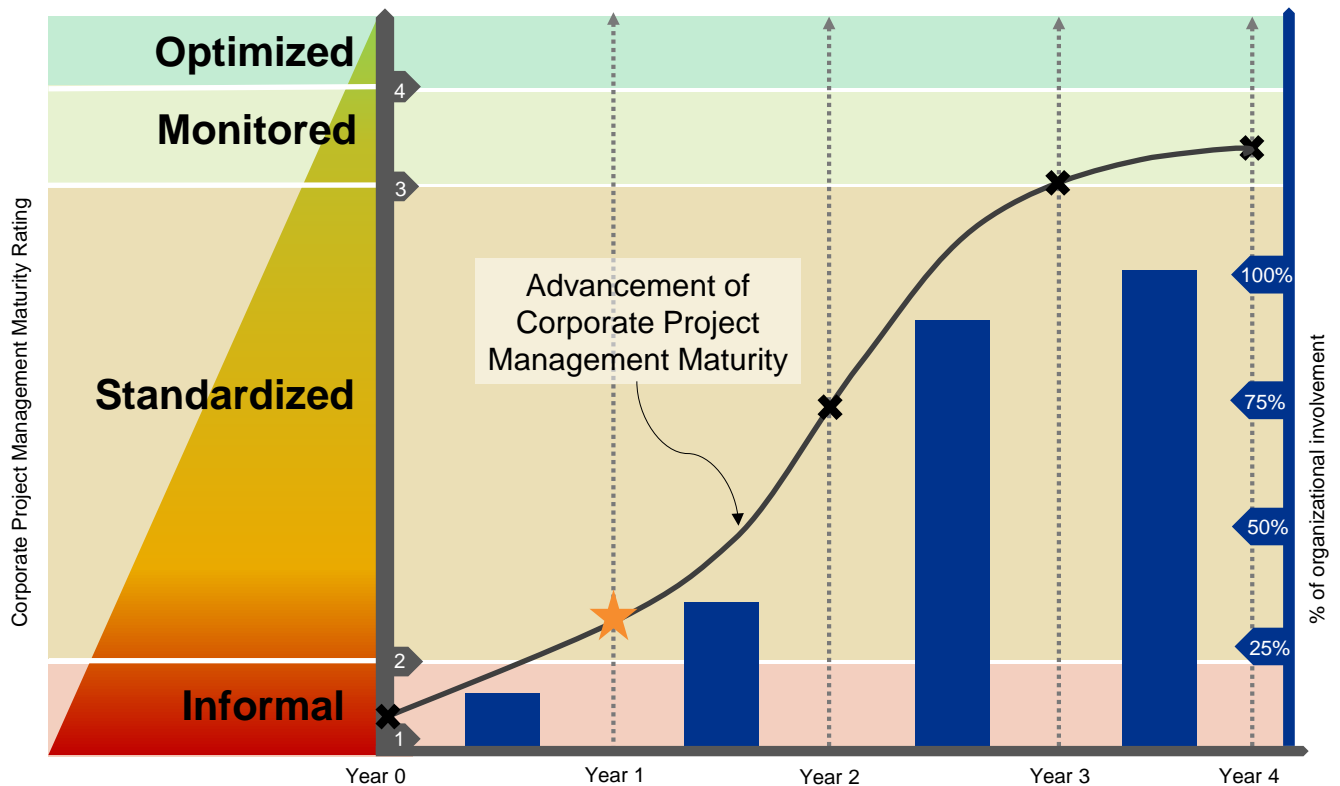 Optimized
Monitored
Standardized
Informal
Corporate Project Management Maturity Rating
4
3
2
1
Advancement of
Corporate Project
Management Maturity
100%
75%
50%
25%
% of organizational involvement
Year 0
Year 1
Year 2
Year 3
Year 4